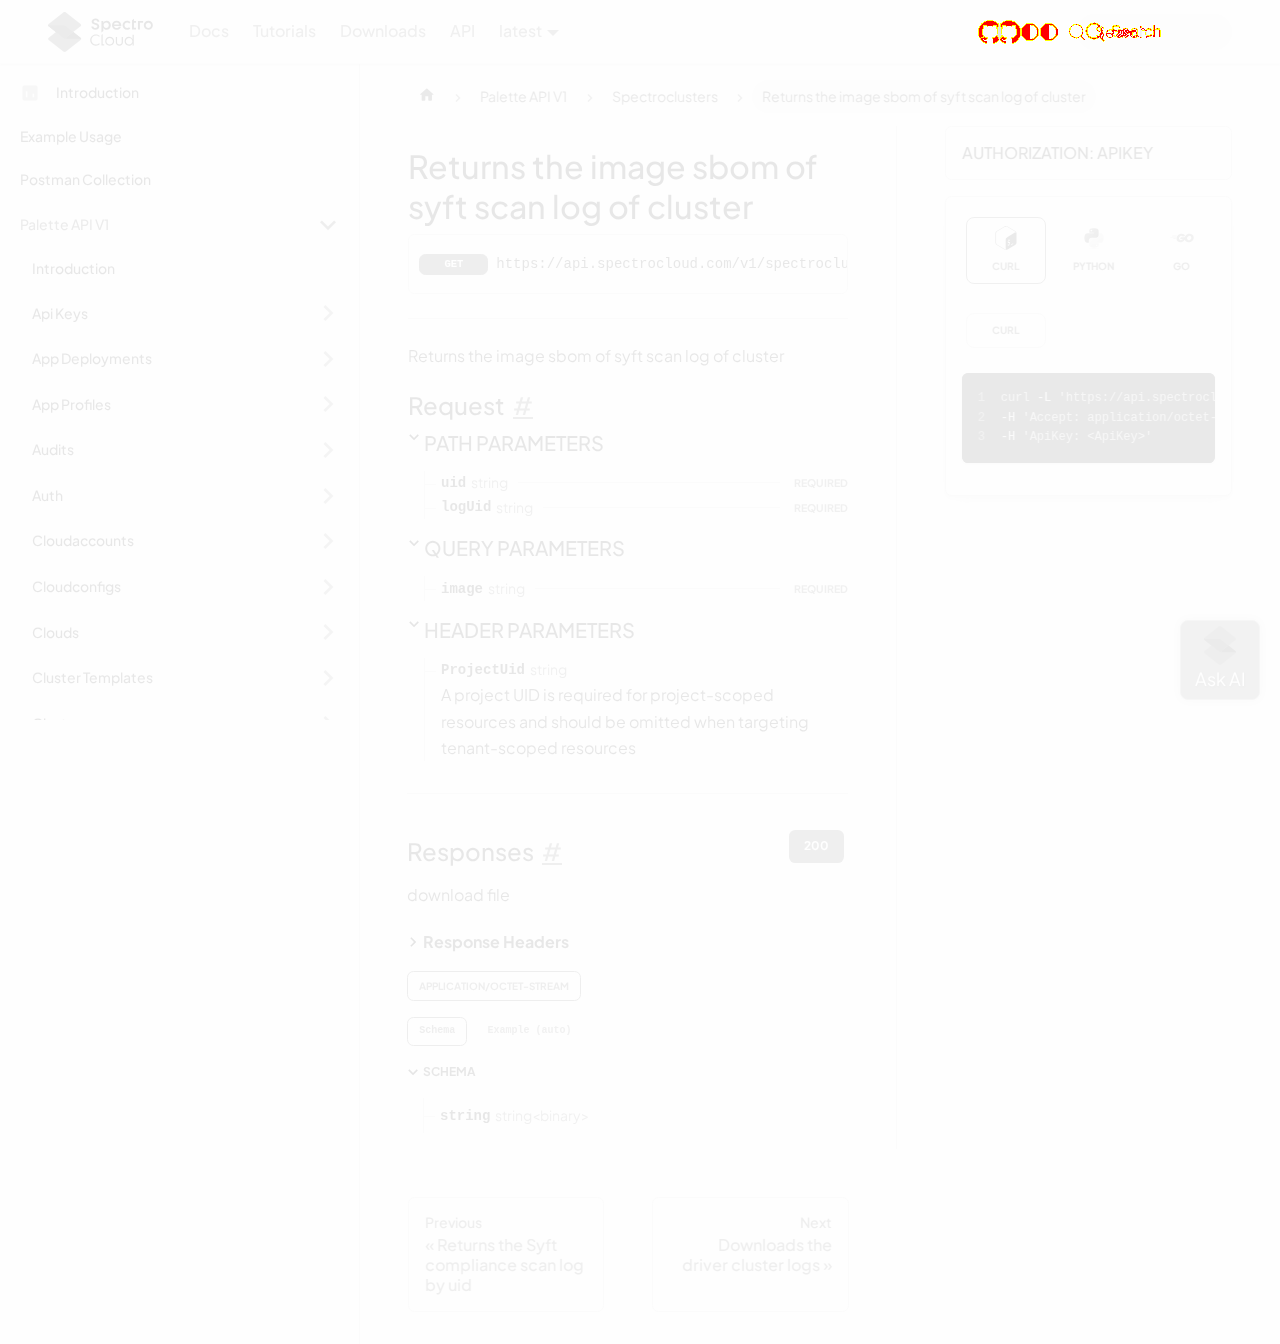 Spectro Cloud
Docs
Tutorials
Downloads
API
latest
Introduction
Example Usage
Postman Collection
Palette API V1
Introduction
Api Keys
App Deployments
App Profiles
Audits
Auth
Cloudaccounts
Cloudconfigs
Clouds
Cluster Templates
Palette API V1
Spectroclusters
Returns the image sbom of syft scan log of cluster
Returns the image sbom of
syft scan log of cluster
GET https://api.spectrocloud.com/v1/spectroclu
Returns the image sbom of syft scan log of cluster
Request #
PATH PARAMETERS
uid string REQUIRED
logUid string REQUIRED
QUERY PARAMETERS
image string REQUIRED
HEADER PARAMETERS
ProjectUid string
A project UID is required for project-scoped
resources and should be omitted when targeting
tenant-scoped resources
Responses #
200
download file
Response Headers
APPLICATION/OCTET-STREAM
Schema
Example (auto)
SCHEMA
string string<binary>
Previous
« Returns the Syft
compliance scan log
by uid
Next
Downloads the
driver cluster logs »
AUTHORIZATION: APIKEY
CURL
PYTHON
GO
GO
CURL
1 curl -L 'https://api.spectrocl
2 -H 'Accept: application/octet-
3 -H 'ApiKey: <ApiKey>'
Ask AI